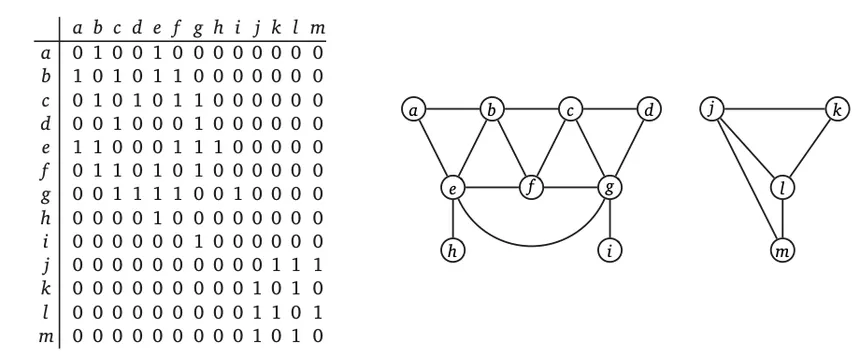 a b c d e f g h i j k l m
a 0 1 0 0 1 0 0 0 0 0 0 0 0
b 1 0 1 0 1 1 0 0 0 0 0 0 0
c 0 1 0 1 0 1 1 0 0 0 0 0 0
d 0 0 1 0 0 0 1 0 0 0 0 0 0
e 1 1 0 0 0 1 1 1 0 0 0 0 0
f 0 1 1 0 1 0 1 0 0 0 0 0 0
g 0 0 1 1 1 1 0 0 1 0 0 0 0
h 0 0 0 0 1 0 0 0 0 0 0 0 0
i 0 0 0 0 0 0 1 0 0 0 0 0 0
j 0 0 0 0 0 0 0 0 0 0 1 1 1
k 0 0 0 0 0 0 0 0 0 1 0 1 0
l 0 0 0 0 0 0 0 0 0 1 1 0 1
m 0 0 0 0 0 0 0 0 0 1 0 1 0
a b c d
e f g
h i
j k
l
m